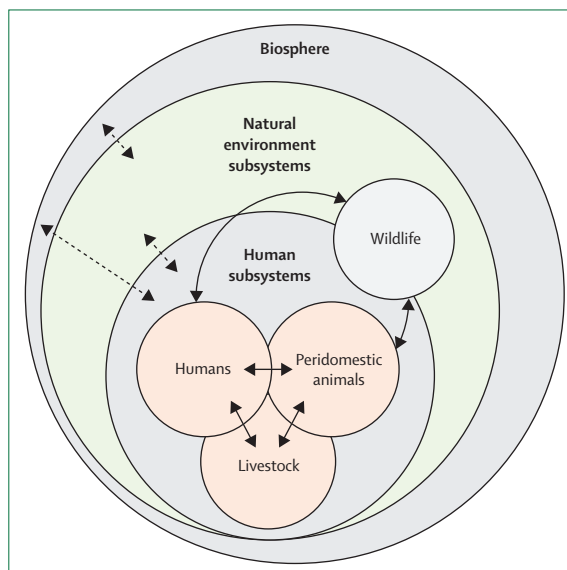 Biosphere
Natural
environment
subsystems
Wildlife
Human
subsystems
Humans
Peridomestic
animals
Livestock